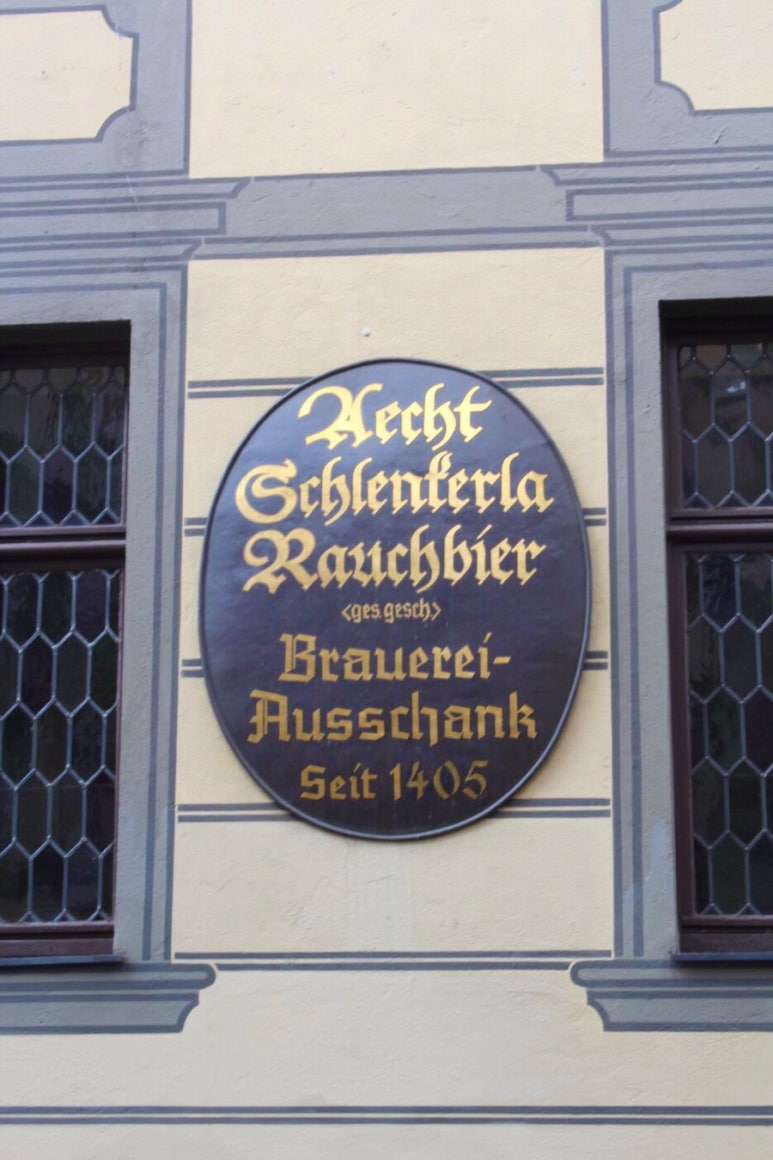 Aecht
Schlenkerla
Rauchbier
<ges. gesch>
Brauerei-
Ausschank
Seit 1405